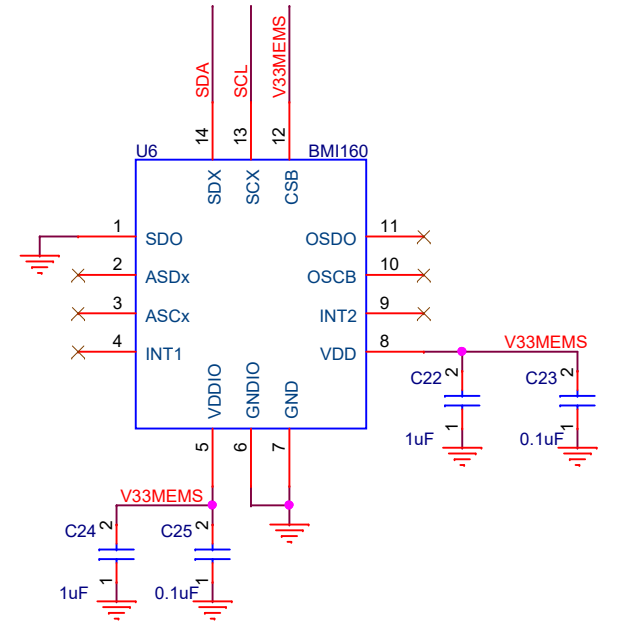 SDA
SCL
V33MEMS
14
13
12
U6
BMI160
SDX
SCX
CSB
1
SDO
OSDO
11
2
ASDx
OSCB
10
3
ASCx
INT2
9
4
INT1
VDD
8
V33MEMS
VDDIO
GNDIO
GND
5
6
7
C22
2
1
1uF
C23
2
1
0.1uF
V33MEMS
C24
2
1
1uF
C25
2
1
0.1uF